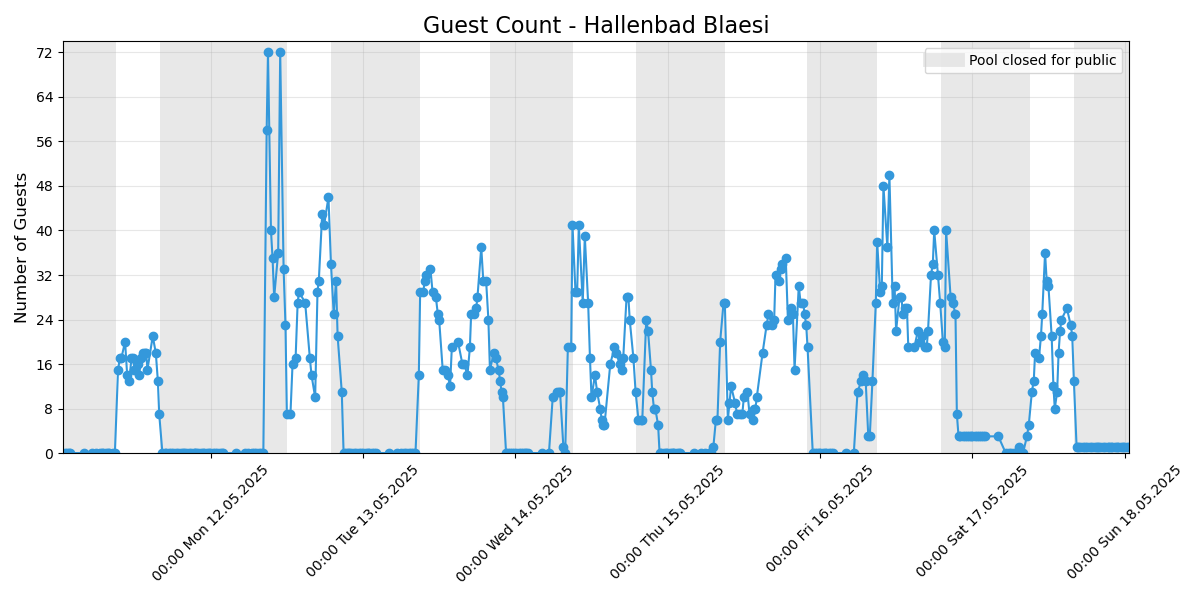 Guest Count - Hallenbad Blaesi
Pool closed for public
Number of Guests
72
64
56
48
40
32
24
16
8
0
00:00 Mon 12.05.2025
00:00 Tue 13.05.2025
00:00 Wed 14.05.2025
00:00 Thu 15.05.2025
00:00 Fri 16.05.2025
00:00 Sat 17.05.2025
00:00 Sun 18.05.2025